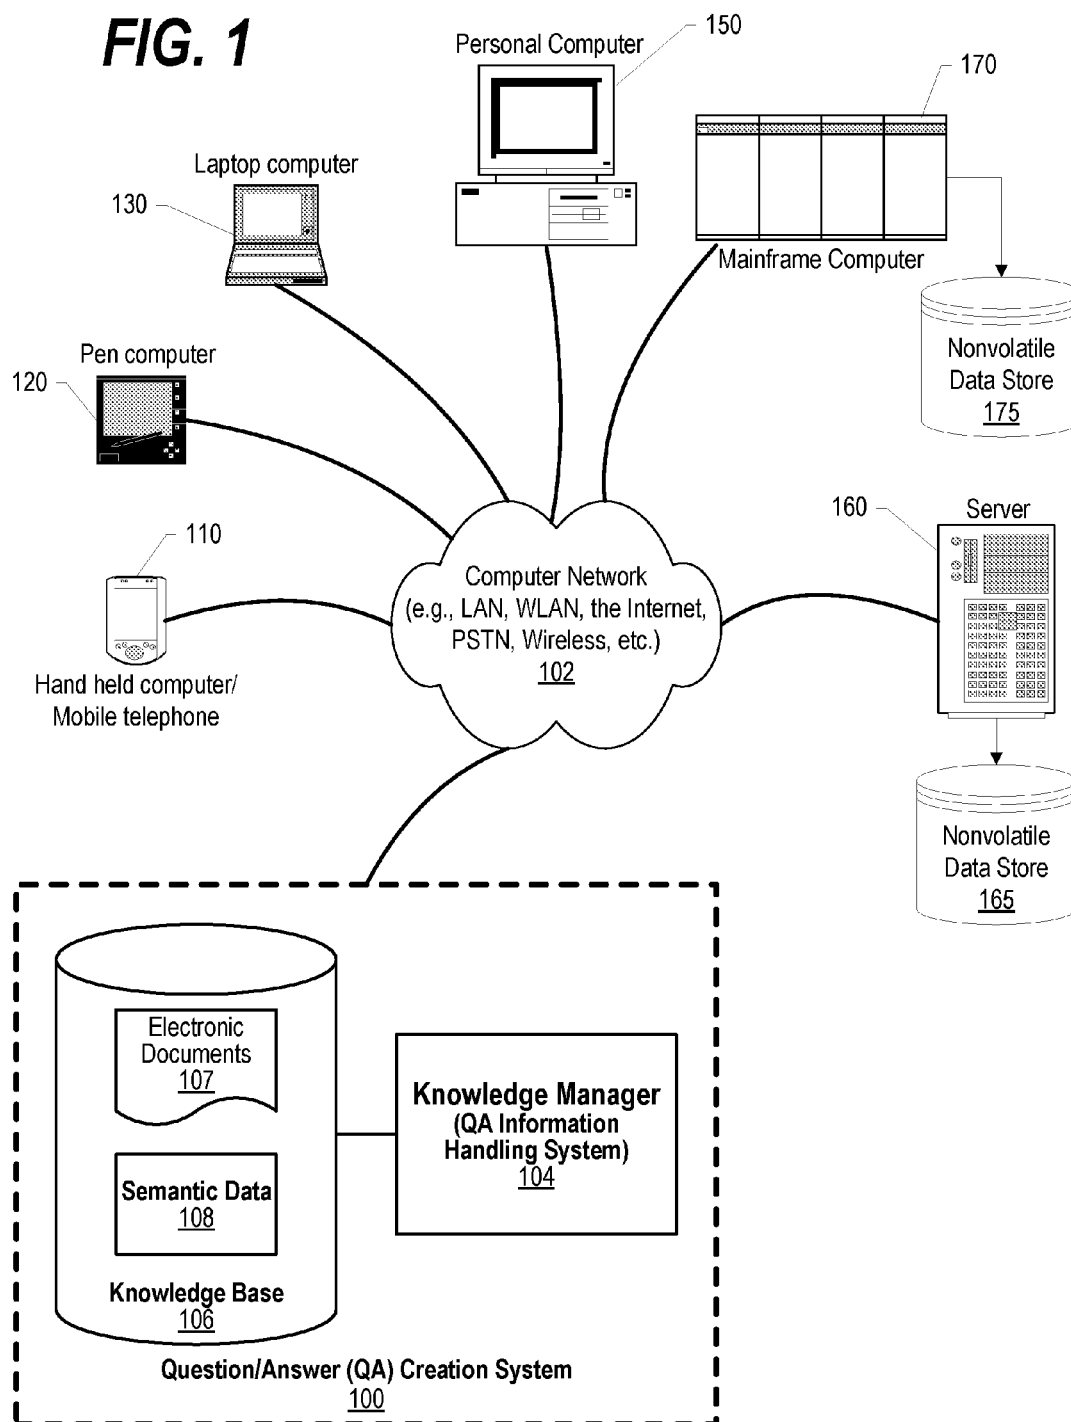 FIG. 1
Personal Computer
150
170
Laptop computer
130
Mainframe Computer
Nonvolatile
Data Store
175
Pen computer
120
160
Server
110
Computer Network
(e.g., LAN, WLAN, the Internet,
PSTN, Wireless, etc.)
102
Hand held computer/
Mobile telephone
Nonvolatile
Data Store
165
Electronic
Documents
107
Knowledge Manager
(QA Information
Handling System)
104
Semantic Data
108
Knowledge Base
106
Question/Answer (QA) Creation System
100